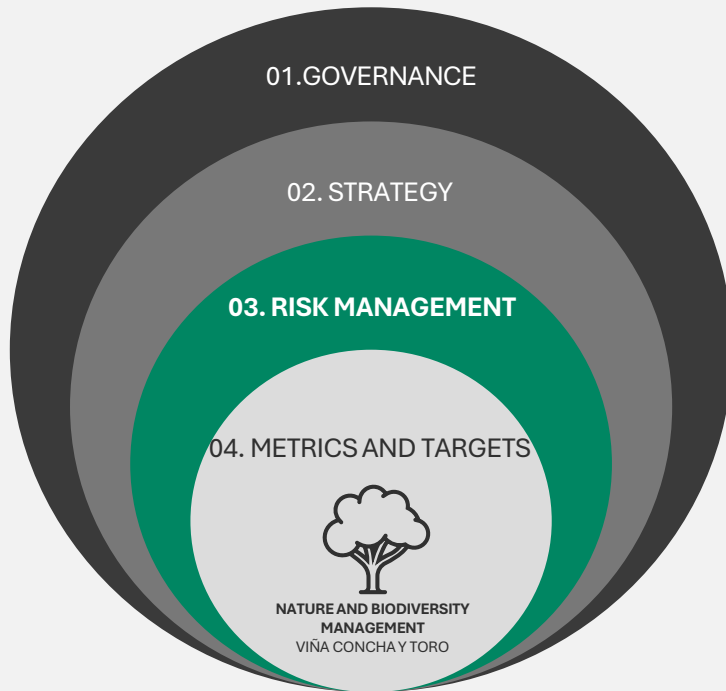 01.GOVERNANCE
02. STRATEGY
03. RISK MANAGEMENT
04. METRICS AND TARGETS
NATURE AND BIODIVERSITY
MANAGEMENT
VIÑA CONCHA Y TORO